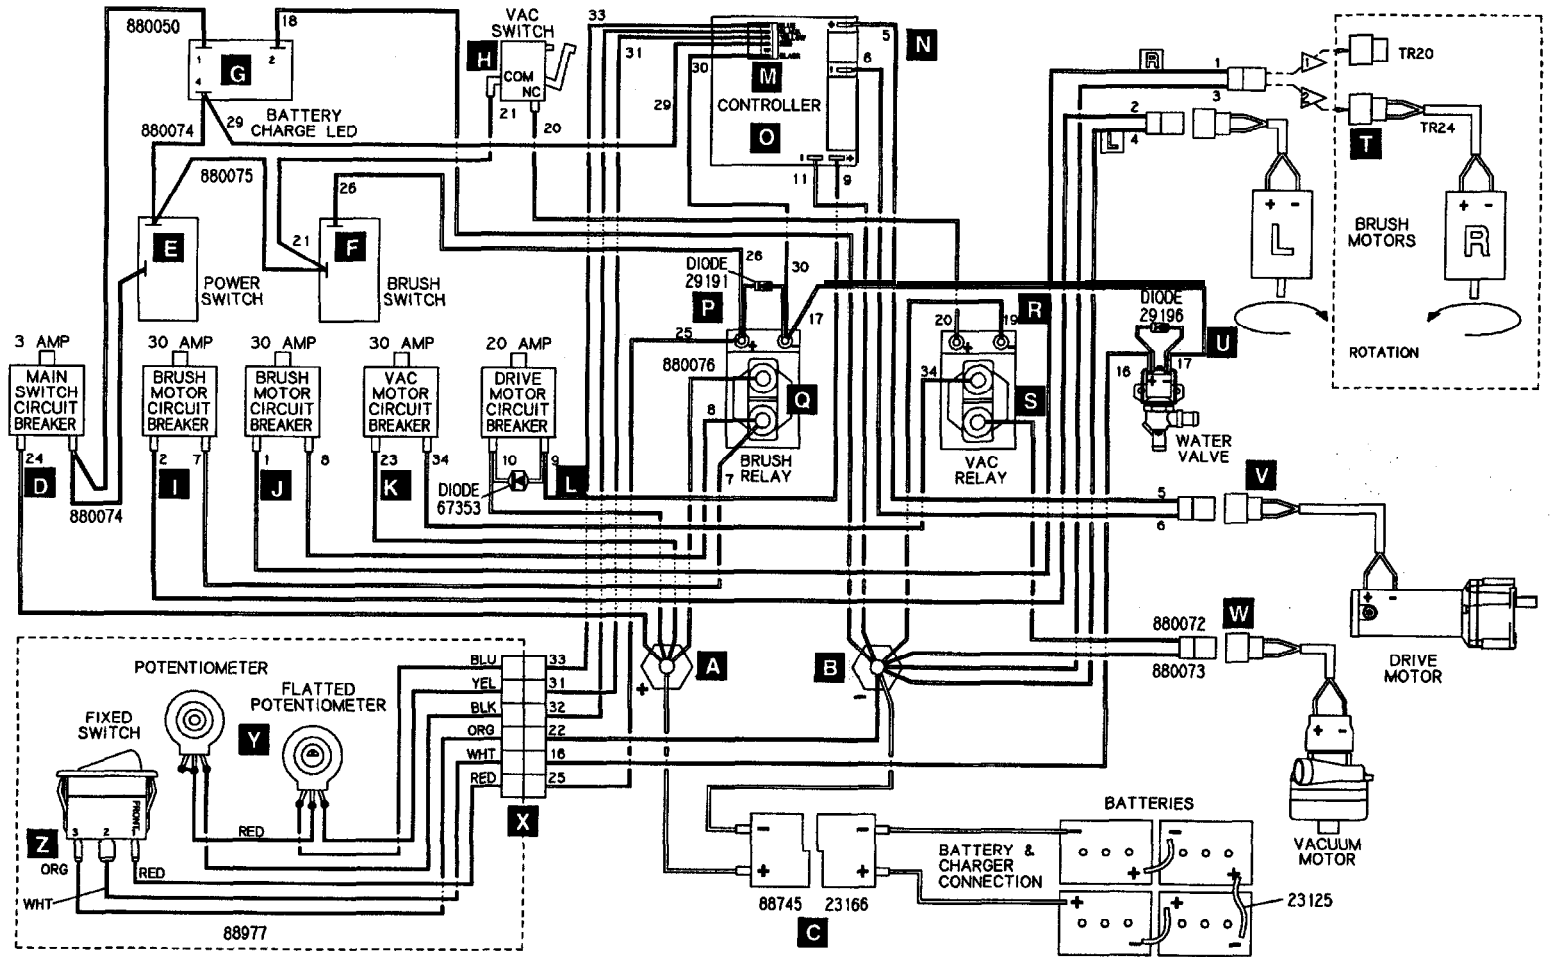 880050
18
1
2
4
G
BATTERY
CHARGE LED
880074
29
880075
26
VAC
SWITCH
H
COM
NC
21
20
33
31
30
29
BLACK
M
CONTROLLER
O
+
-
5
6
N
11
9
R
1
3
2
4
L
1
2
TR20
TR24
T
BRUSH
MOTORS
+ -
L
+ -
R
ROTATION
E
POWER
SWITCH
21
F
BRUSH
SWITCH
26
30
DIODE
29191
P
17
25
880076
+
-
8
7
Q
BRUSH
RELAY
20
19
R
+
-
34
S
VAC
RELAY
DIODE
29196
U
16
17
+ -
WATER
VALVE
3 AMP
MAIN
SWITCH
CIRCUIT
BREAKER
24
D
880074
30 AMP
BRUSH
MOTOR
CIRCUIT
BREAKER
2
7
I
30 AMP
BRUSH
MOTOR
CIRCUIT
BREAKER
1
8
J
30 AMP
VAC
MOTOR
CIRCUIT
BREAKER
23
34
K
20 AMP
DRIVE
MOTOR
CIRCUIT
BREAKER
10
9
L
DIODE
67353
5
6
V
+ -
DRIVE
MOTOR
880072
880073
W
+ -
VACUUM
MOTOR
A
+
B
-
POTENTIOMETER
FLATTED
POTENTIOMETER
FIXED
SWITCH
Y
BLU
33
YEL
31
BLK
32
ORG
22
WHT
16
RED
25
X
RED
FRONT
3
2
Z
ORG
RED
WHT
88977
-
+
-
+
88745
23166
C
BATTERY &
CHARGER
CONNECTION
BATTERIES
-
+
-
+
+
-
+
-
23125